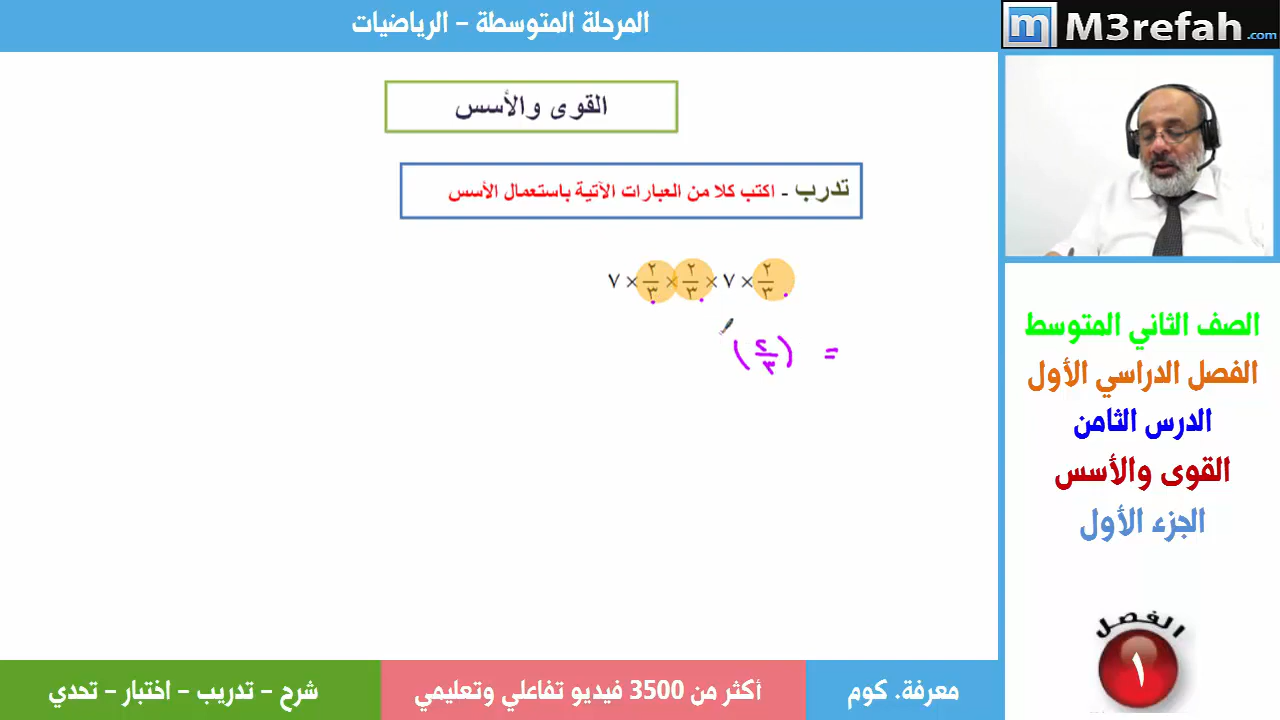 المرحلة المتوسطة – الرياضيات
M3refah.com
القوى والأسس
تدرب - اكتب كلا من العبارات الآتية باستعمال الأسس
٢/٣ × ٧ × ٢/٣ × ٢/٣ × ٧
= (٢/٣)
الصف الثاني المتوسط
الفصل الدراسي الأول
الدرس الثامن
القوى والأسس
الجزء الأول
الفصل
١
معرفة. كوم
أكثر من 3500 فيديو تفاعلي وتعليمي
شرح – تدريب – اختبار – تحدي